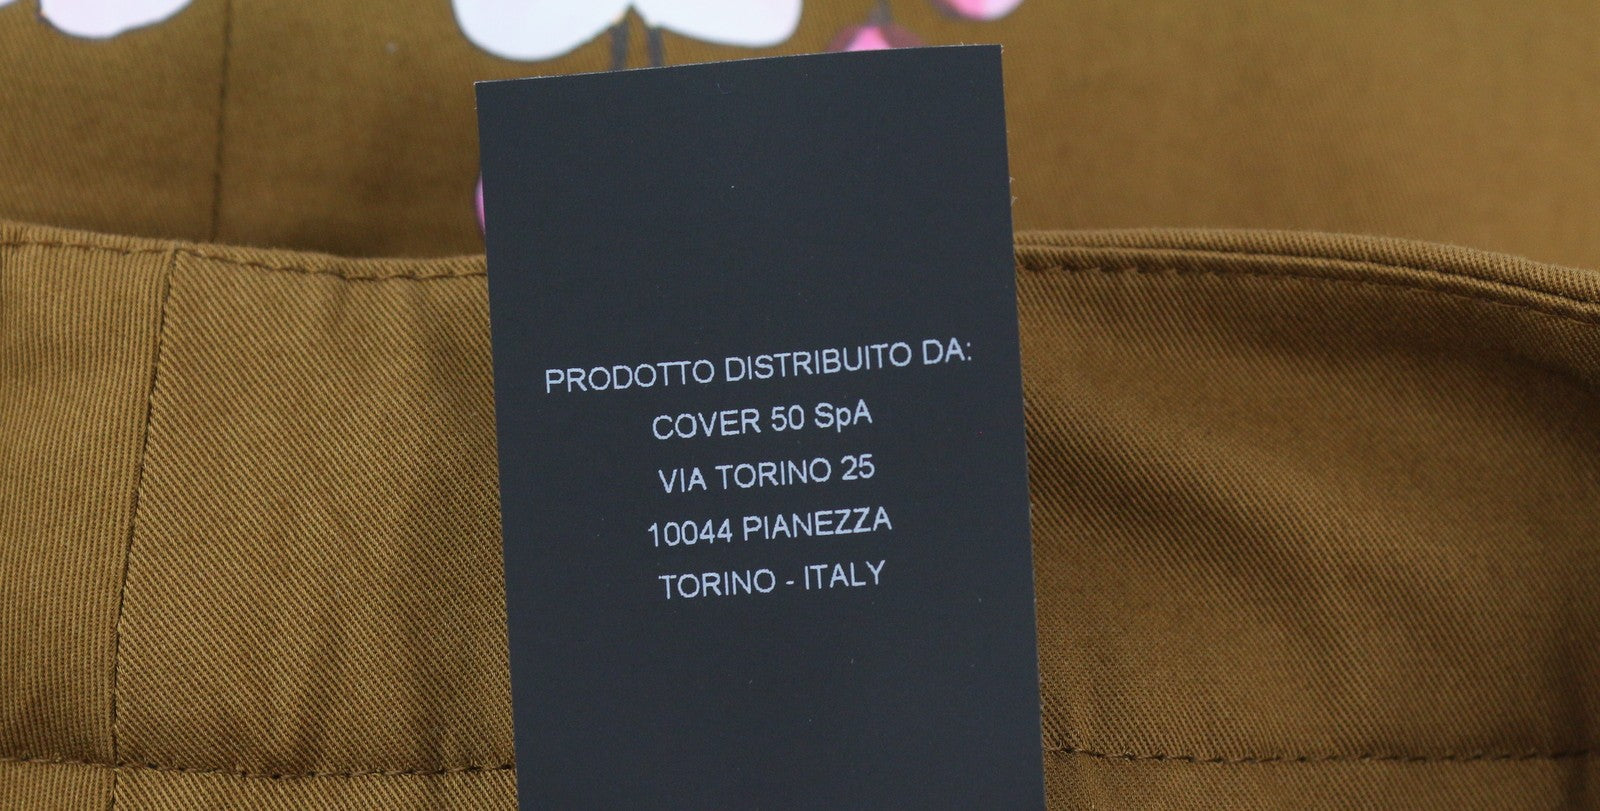 PRODOTTO DISTRIBUITO DA:
COVER 50 SpA
VIA TORINO 25
10044 PIANEZZA
TORINO - ITALY